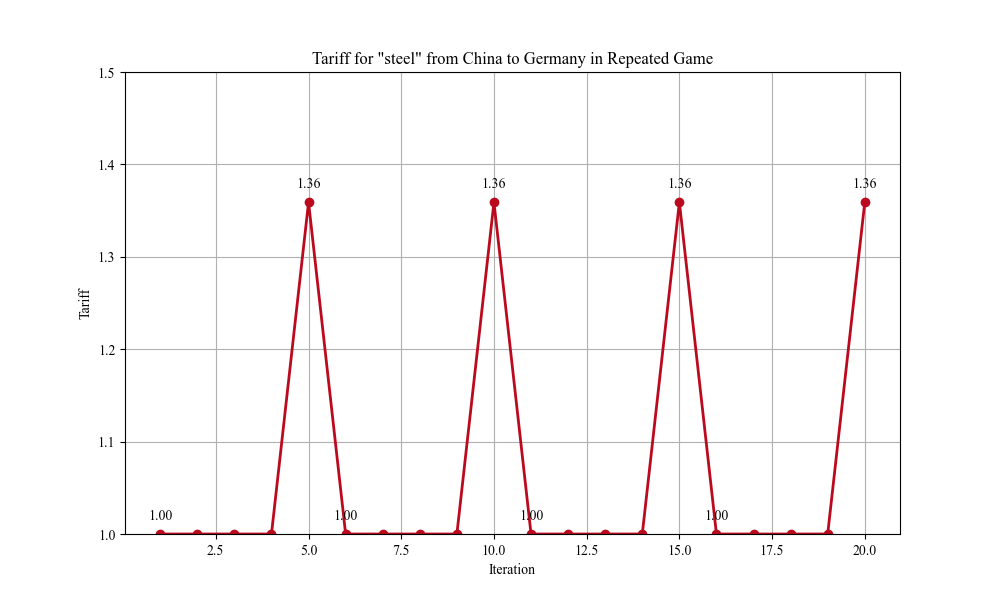 Tariff for "steel" from China to Germany in Repeated Game
1.5
1.4
1.36 1.36 1.36 1.36
1.3
Tariff
1.2
1.1
1.00 1.00 1.00 1.00
1.0
2.5 5.0 7.5 10.0 12.5 15.0 17.5 20.0
Iteration